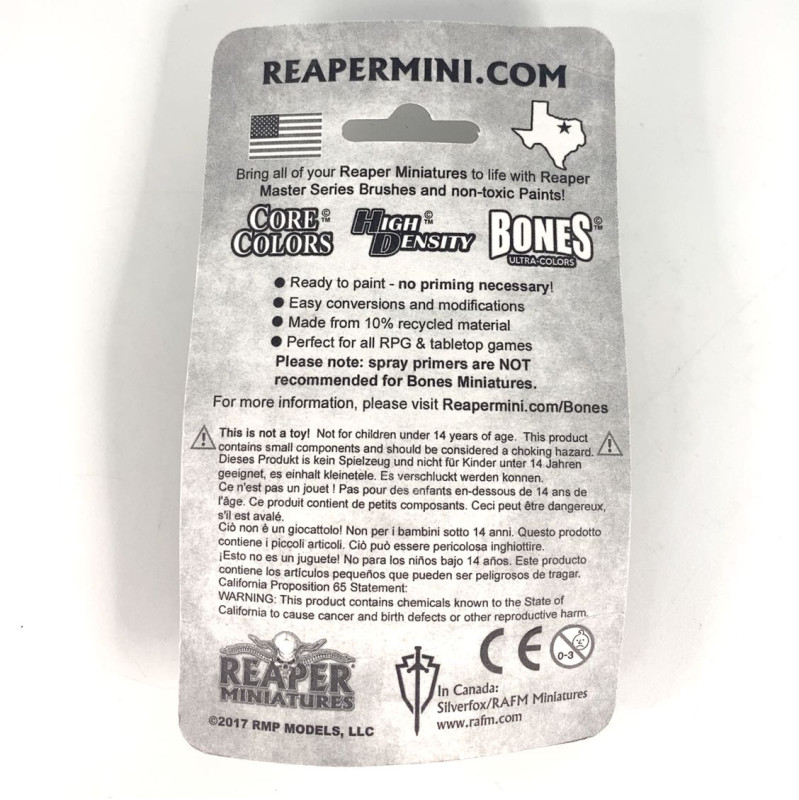 REAPERMINI.COM
Bring all of your Reaper Miniatures to life with Reaper
Master Series Brushes and non-toxic Paints!
CORE COLORS ©™
HIGH DENSITY ©™
BONES ©™
ULTRA-COLORS
● Ready to paint - no priming necessary!
● Easy conversions and modifications
● Made from 10% recycled material
● Perfect for all RPG & tabletop games
Please note: spray primers are NOT
recommended for Bones Miniatures.
For more information, please visit Reapermini.com/Bones
This is not a toy! Not for children under 14 years of age. This product
contains small components and should be considered a choking hazard.
Dieses Produkt is kein Spielzeug und nicht für Kinder unter 14 Jahren
geeignet, es einhalt kleinetele. Es verschluckt werden konnen.
Ce n'est pas un jouet ! Pas pour des enfants en-dessous de 14 ans de
l'âge. Ce produit contient de petits composants. Ceci peut être dangereux,
s'il est avalé.
Ciò non è un giocattolo! Non per i bambini sotto 14 anni. Questo prodotto
contiene i piccoli articoli. Ciò può essere pericolosa inghiottire.
¡Esto no es un juguete! No para los niños bajo 14 años. Este producto
contiene los artículos pequeños que pueden ser peligrosos de tragar.
California Proposition 65 Statement:
WARNING: This product contains chemicals known to the State of
California to cause cancer and birth defects or other reproductive harm.
CE
0-3
REAPER
MINIATURES
©2017 RMP MODELS, LLC
In Canada:
Silverfox/RAFM Miniatures
www.rafm.com